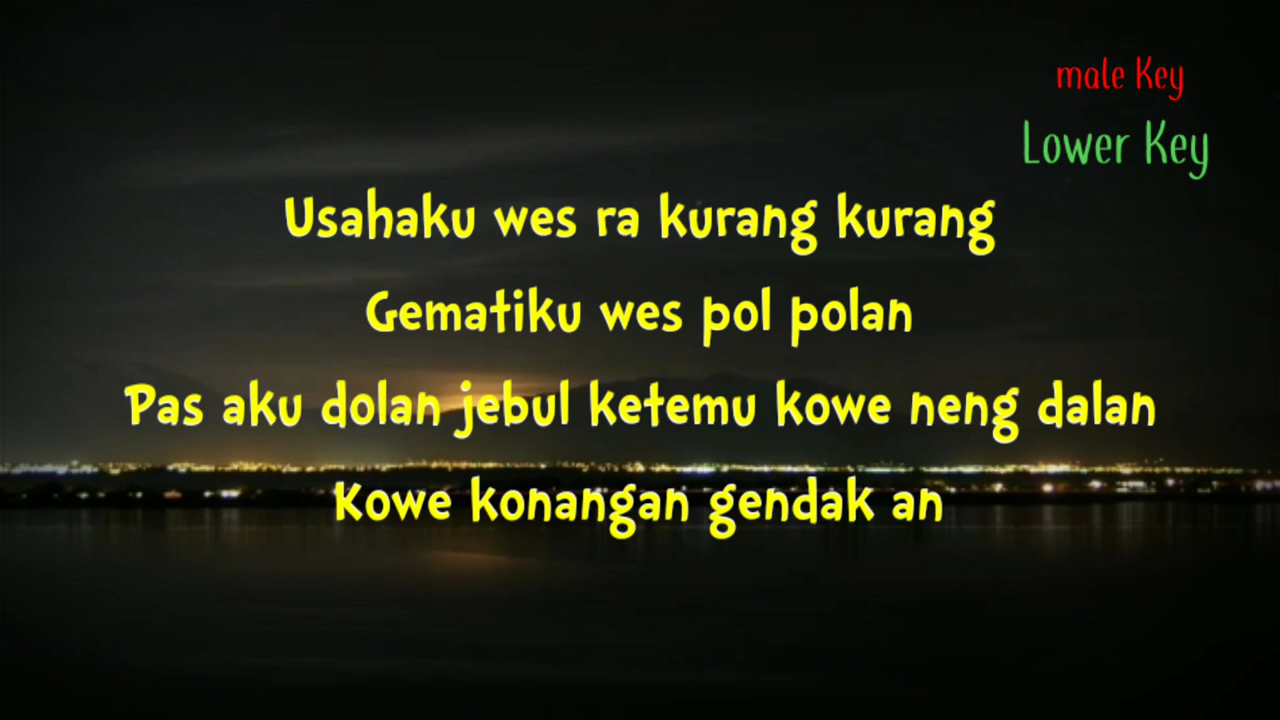 male Key
Lower Key
Usahaku wes ra kurang kurang
Gematiku wes pol polan
Pas aku dolan jebul ketemu kowe neng dalan
Kowe konangan gendak an